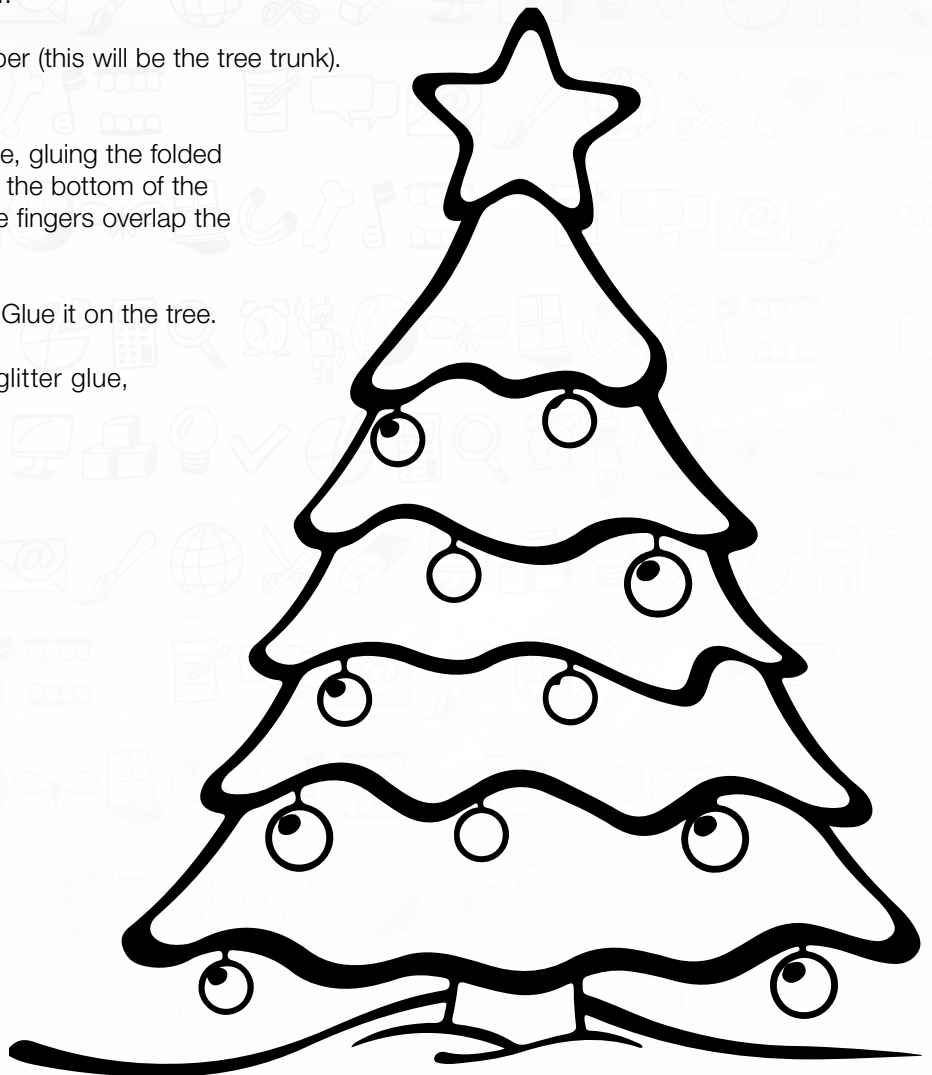 per (this will be the tree trunk).
e, gluing the folded
the bottom of the
e fingers overlap the
Glue it on the tree.
glitter glue,